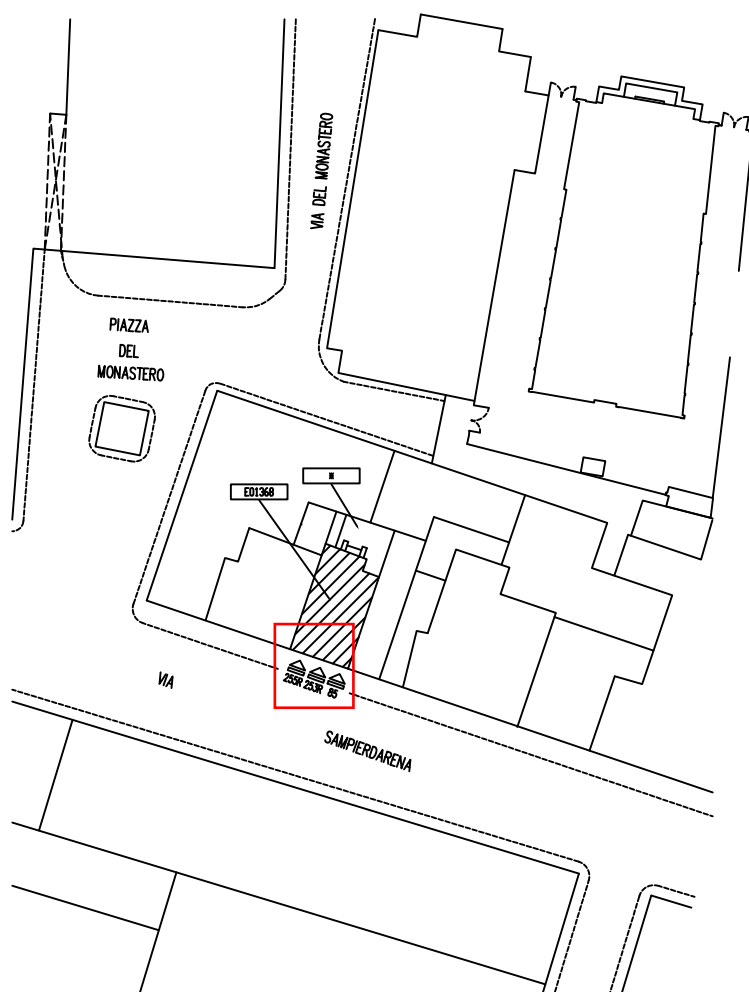 VIA DEL MONASTERO
PIAZZA
DEL
MONASTERO
E01368
VIA
255R 253R 85
SAMPIERDARENA